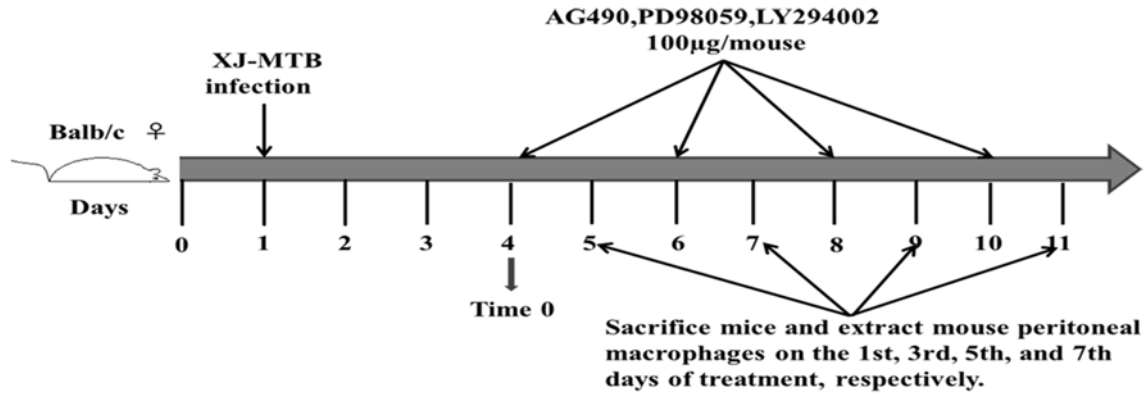 AG490,PD98059,LY294002
100μg/mouse
XJ-MTB
infection
Balb/c ♀
Days
0 1 2 3 4 5 6 7 8 9 10 11
Time 0
Sacrifice mice and extract mouse peritoneal
macrophages on the 1st, 3rd, 5th, and 7th
days of treatment, respectively.